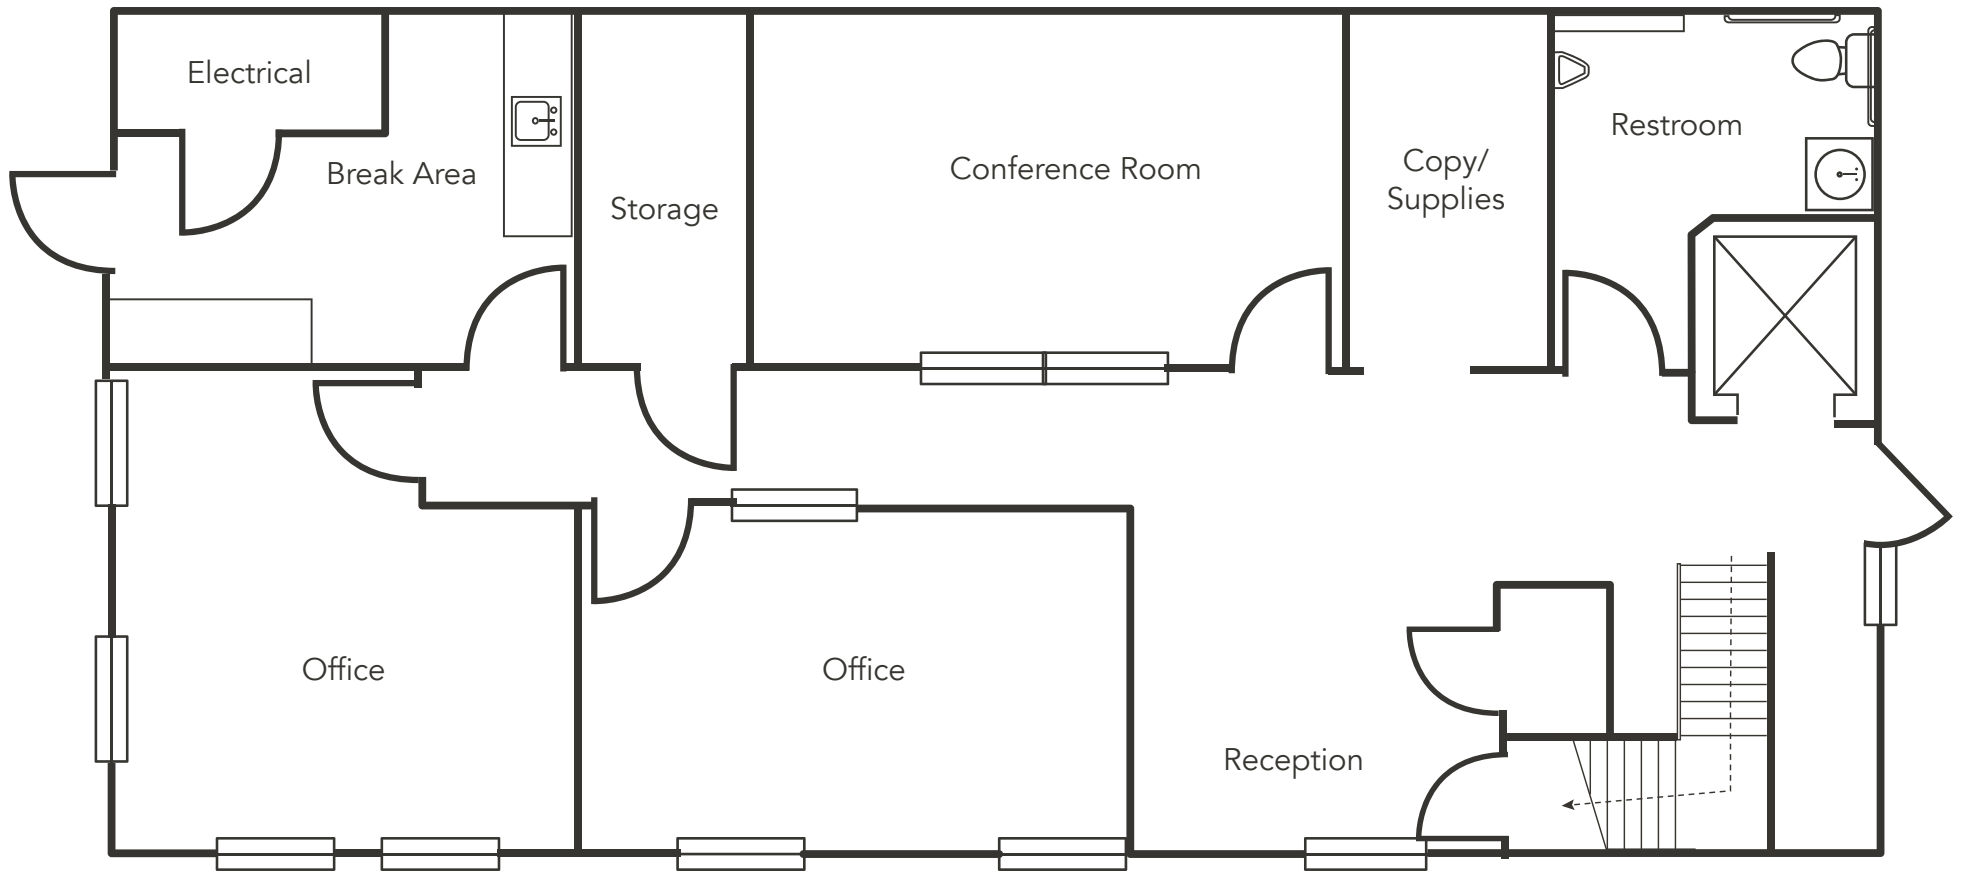 Electrical
Break Area
Storage
Conference Room
Copy/
Supplies
Restroom
Office
Office
Reception